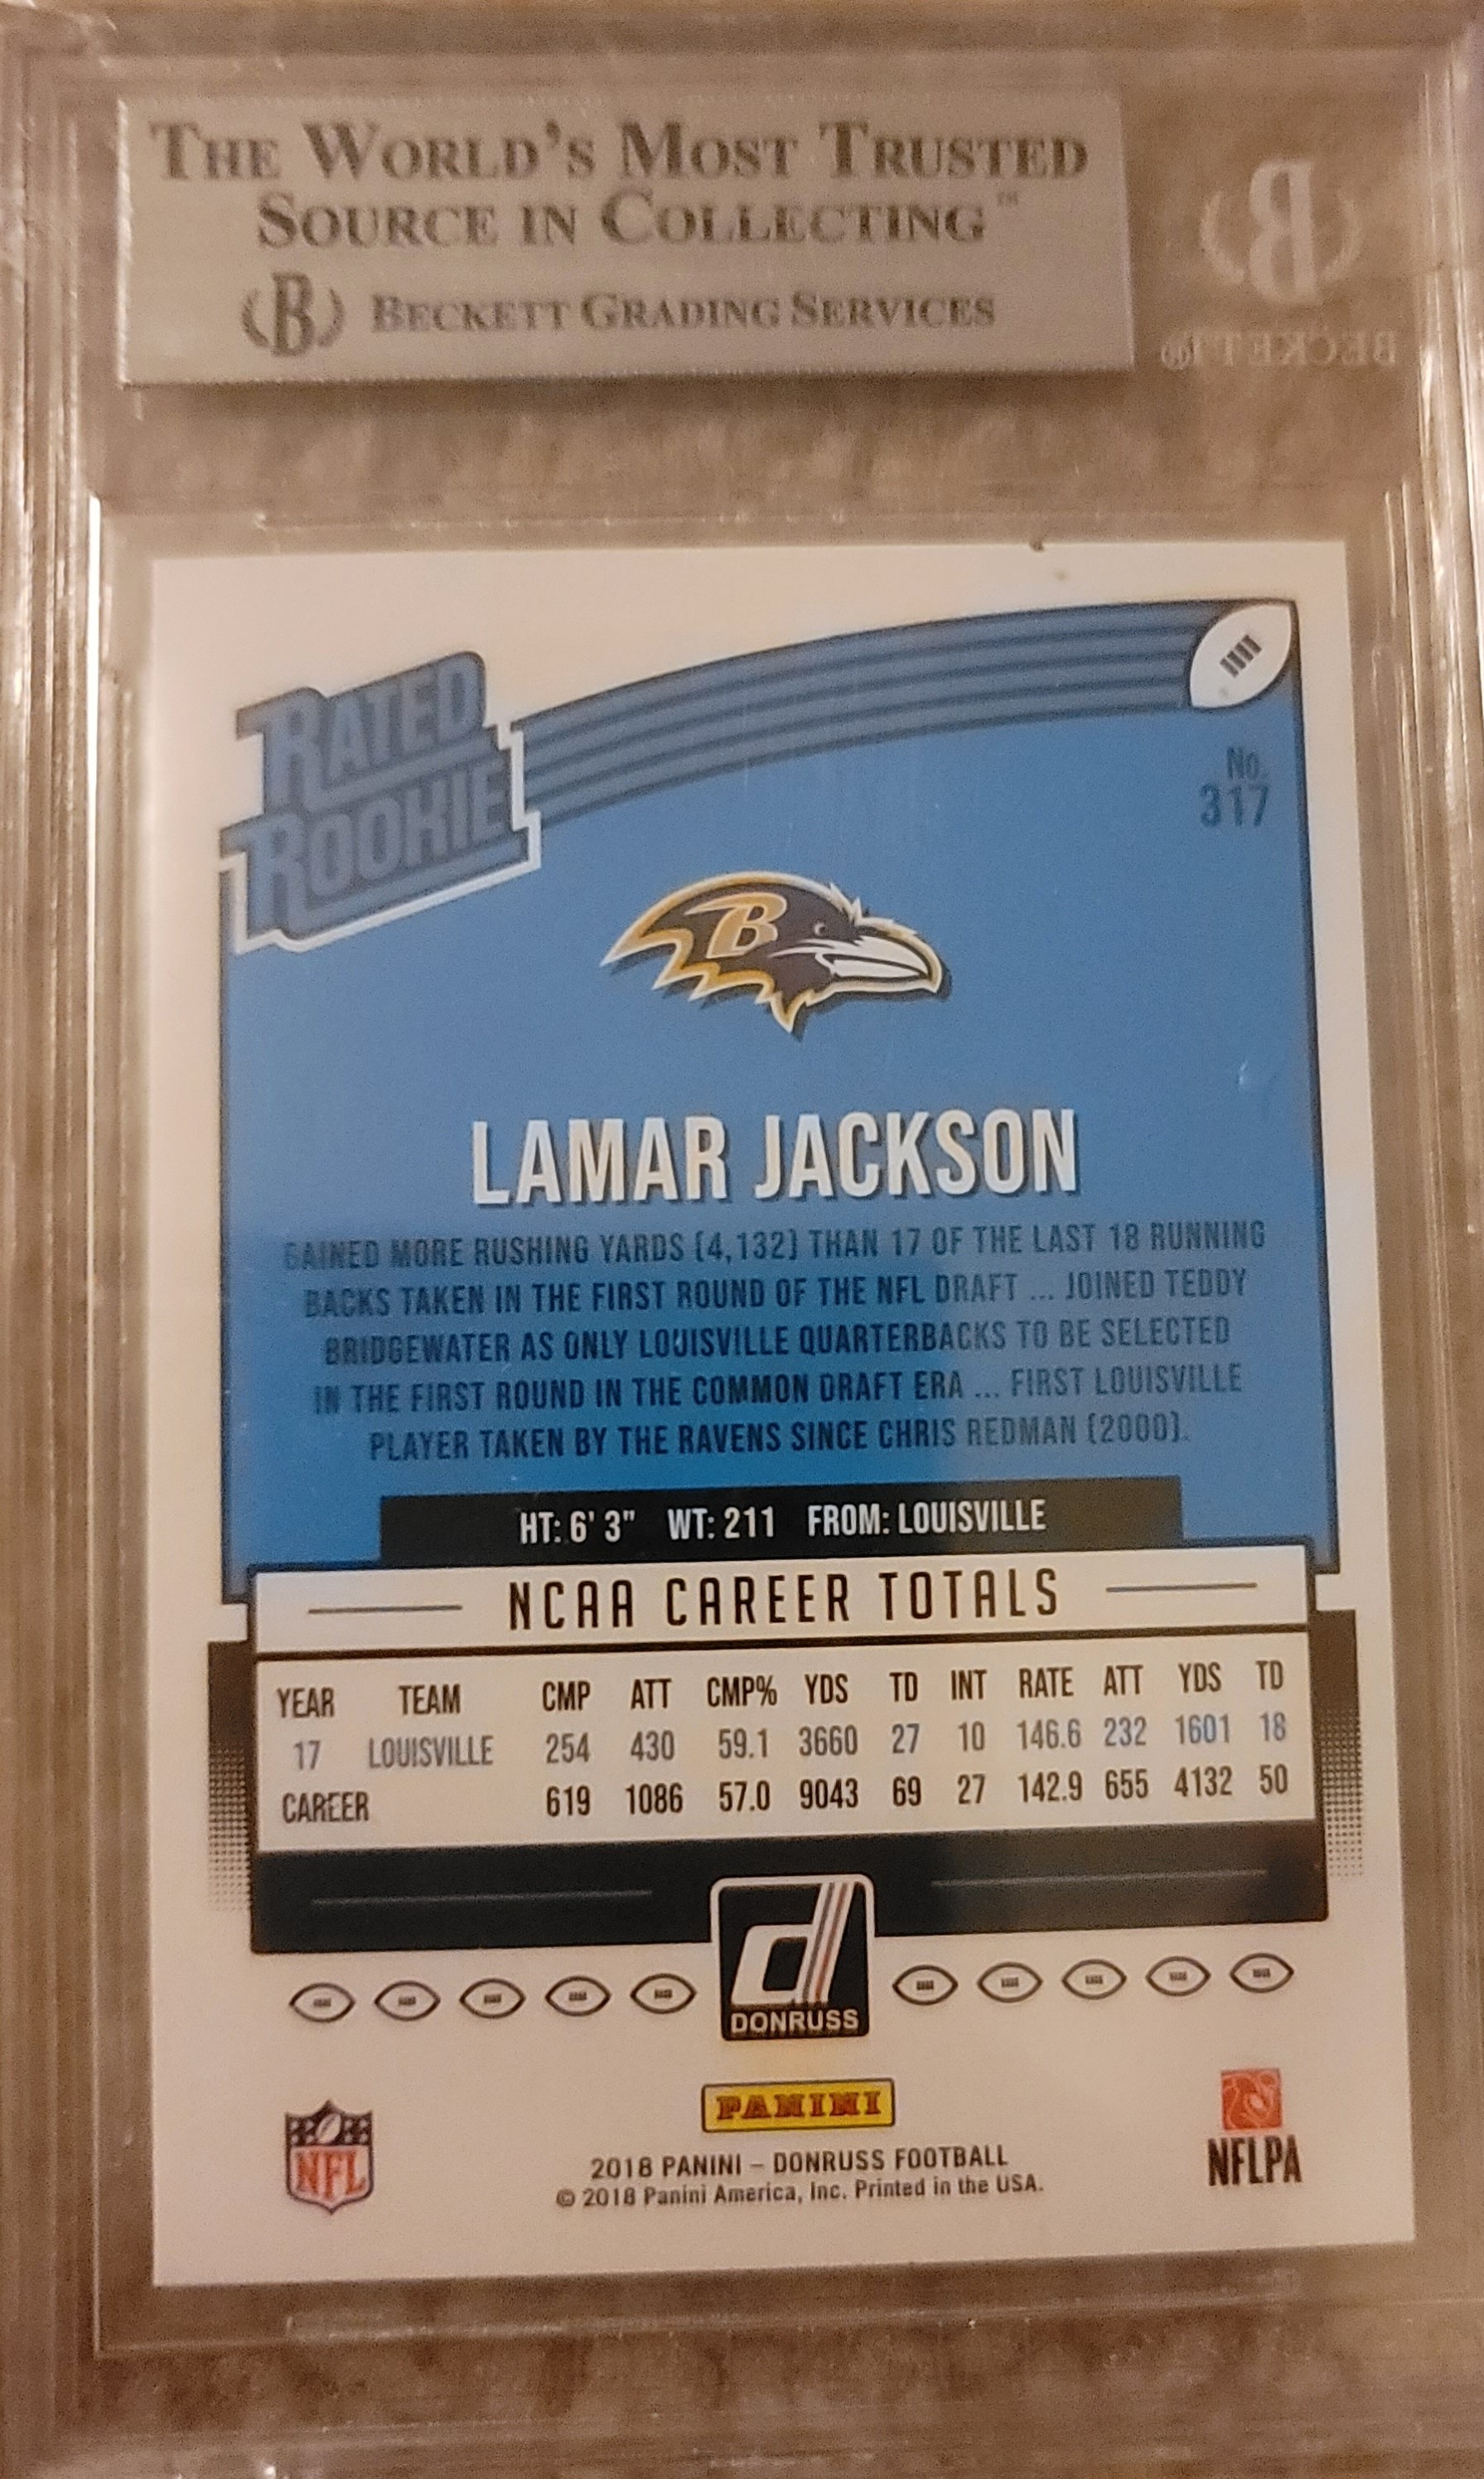 THE WORLD'S MOST TRUSTED
SOURCE IN COLLECTING™
B BECKETT GRADING SERVICES
B
BECKETT®
RATED
ROOKIE
No.
317
B
LAMAR JACKSON
GAINED MORE RUSHING YARDS (4,132) THAN 17 OF THE LAST 18 RUNNING
BACKS TAKEN IN THE FIRST ROUND OF THE NFL DRAFT ... JOINED TEDDY
BRIDGEWATER AS ONLY LOUISVILLE QUARTERBACKS TO BE SELECTED
IN THE FIRST ROUND IN THE COMMON DRAFT ERA ... FIRST LOUISVILLE
PLAYER TAKEN BY THE RAVENS SINCE CHRIS REDMAN (2000).
HT: 6' 3" WT: 211 FROM: LOUISVILLE
NCAA CAREER TOTALS
YEAR TEAM CMP ATT CMP% YDS TD INT RATE ATT YDS TD
17 LOUISVILLE 254 430 59.1 3660 27 10 146.6 232 1601 18
CAREER 619 1086 57.0 9043 69 27 142.9 655 4132 50
d
DONRUSS
PANINI
NFL
2018 PANINI – DONRUSS FOOTBALL
© 2018 Panini America, Inc. Printed in the USA.
NFLPA